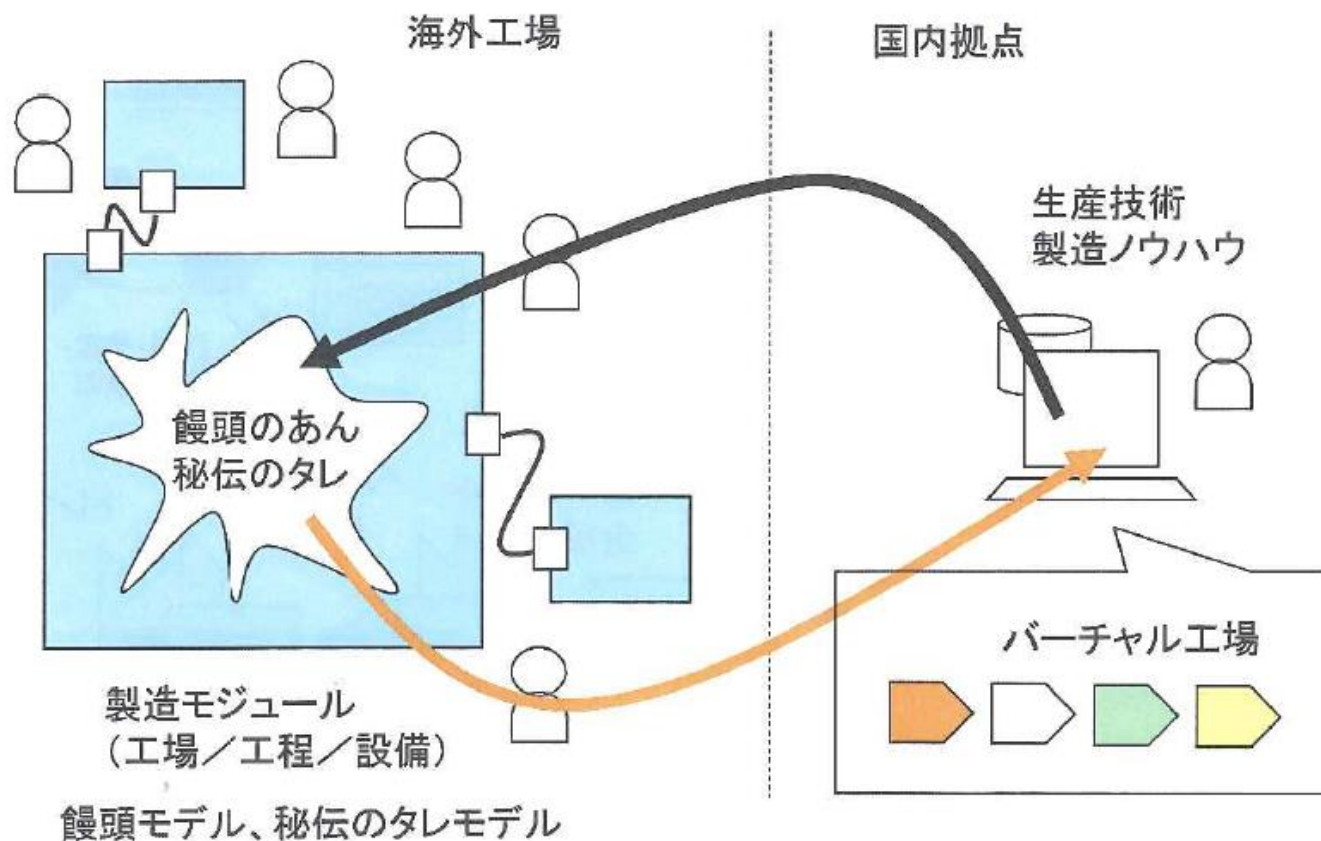 海外工場
国内拠点
生産技術
製造ノウハウ
饅頭のあん
秘伝のタレ
バーチャル工場
製造モジュール
(工場／工程／設備)
饅頭モデル、秘伝のタレモデル